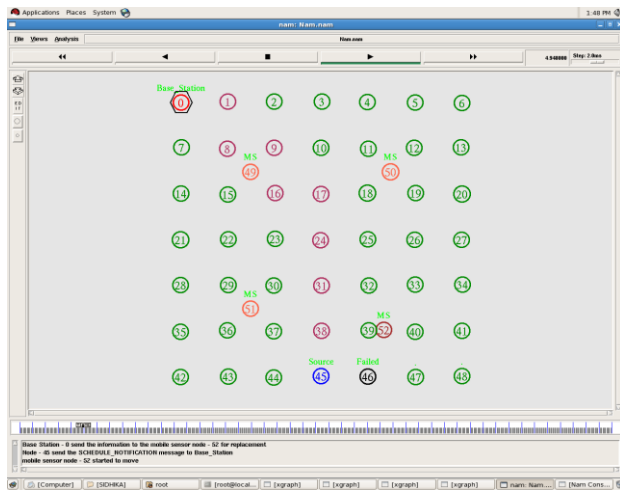 Applications Places System
1:48 PM
nam: Nam.nam
File Views Analysis
Nam.nam
4.948000 Step: 2.0ms
Base_Station
0 1 2 3 4 5 6
7 8 9 10 11 12 13
MS MS
49 50
14 15 16 17 18 19 20
21 22 23 24 25 26 27
28 29 30 31 32 33 34
MS
51
MS
35 36 37 38 39 52 40 41
Source Failed
42 43 44 45 46 47 48
Base Station - 0 send the information to the mobile sensor node - 52 for replacement
Node - 45 send the SCHEDULE_NOTIFICATION message to Base_Station
mobile sensor node - 52 started to move
[Computer] [SIDHIKA] root [root@local... [xgraph] [xgraph] [xgraph] [xgraph] nam: Nam.... [Nam Cons...